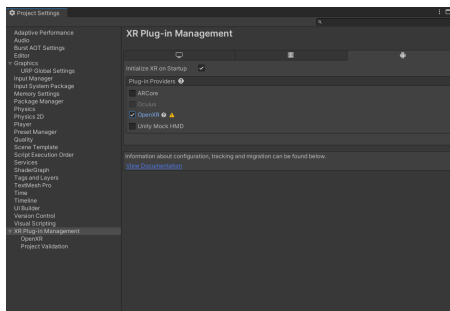 Project Settings
Adaptive Performance
Audio
Burst AOT Settings
Editor
Graphics
URP Global Settings
Input Manager
Input System Package
Memory Settings
Package Manager
Physics
Physics 2D
Player
Preset Manager
Quality
Scene Template
Script Execution Order
Services
ShaderGraph
Tags and Layers
TextMesh Pro
Time
Timeline
UI Builder
Version Control
Visual Scripting
XR Plug-in Management
OpenXR
Project Validation
XR Plug-in Management
Initialize XR on Startup
Plug-in Providers
ARCore
Oculus
OpenXR
Unity Mock HMD
Information about configuration, tracking and migration can be found below.
View Documentation